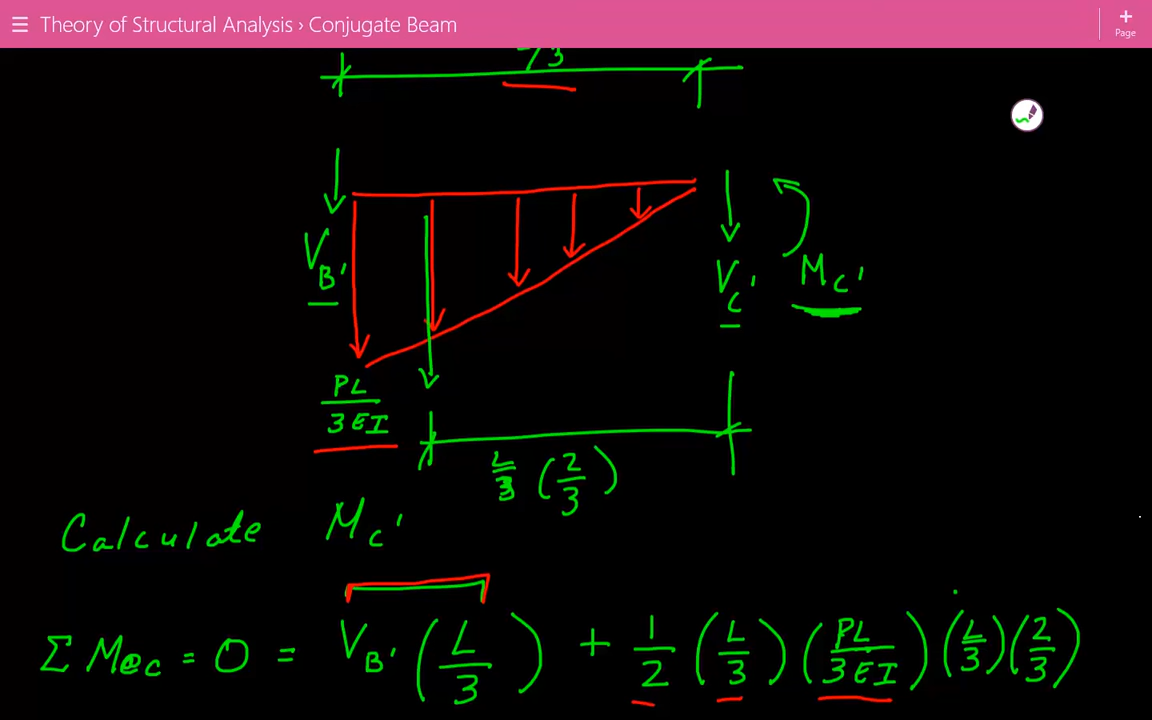 Theory of Structural Analysis › Conjugate Beam
Page
V_B' V_C' M_C'
PL/3EI
L/3 (2/3)
Calculate M_C'
Σ M@c = 0 = V_B' (L/3) + 1/2 (L/3) (PL/3EI) (L/3) (2/3)